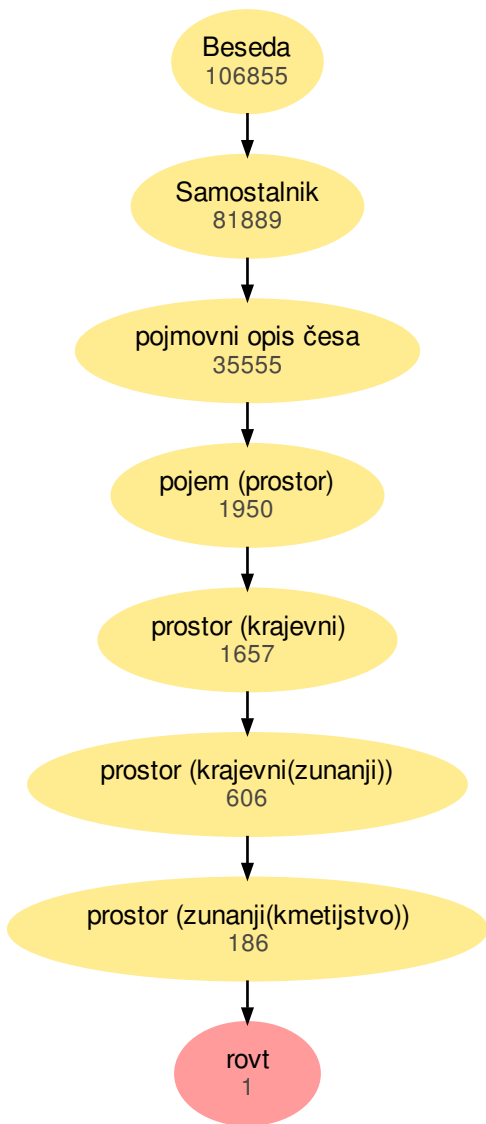 Beseda
106855
Samostalnik
81889
pojmovni opis česa
35555
pojem (prostor)
1950
prostor (krajevni)
1657
prostor (krajevni(zunanji))
606
prostor (zunanji(kmetijstvo))
186
rovt
1